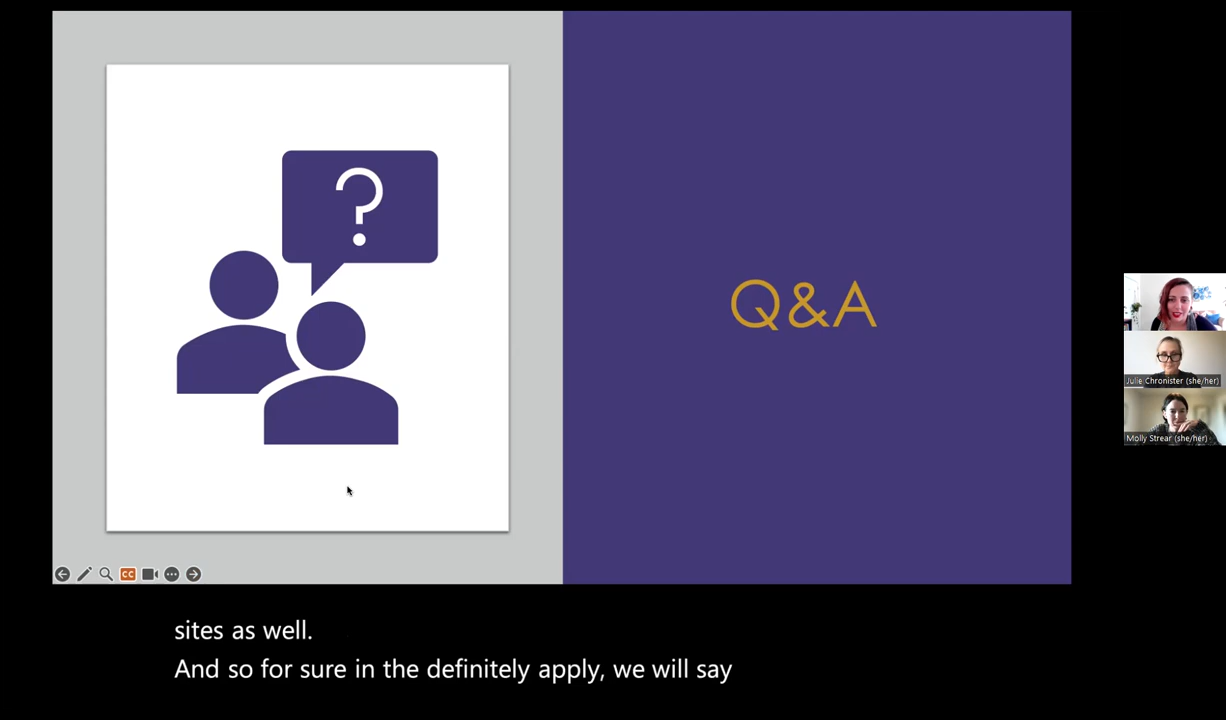 ?
Q&A
Julie Chronister (she/her)
Molly Strear (she/her)
CC
sites as well.
And so for sure in the definitely apply, we will say